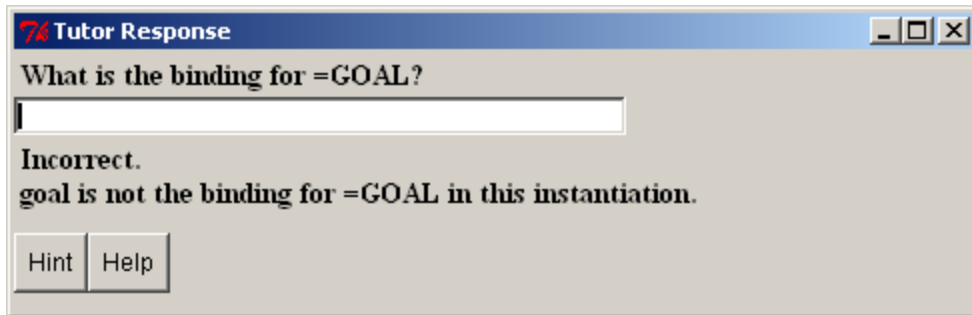 Tutor Response
What is the binding for =GOAL?
Incorrect.
goal is not the binding for =GOAL in this instantiation.
Hint Help